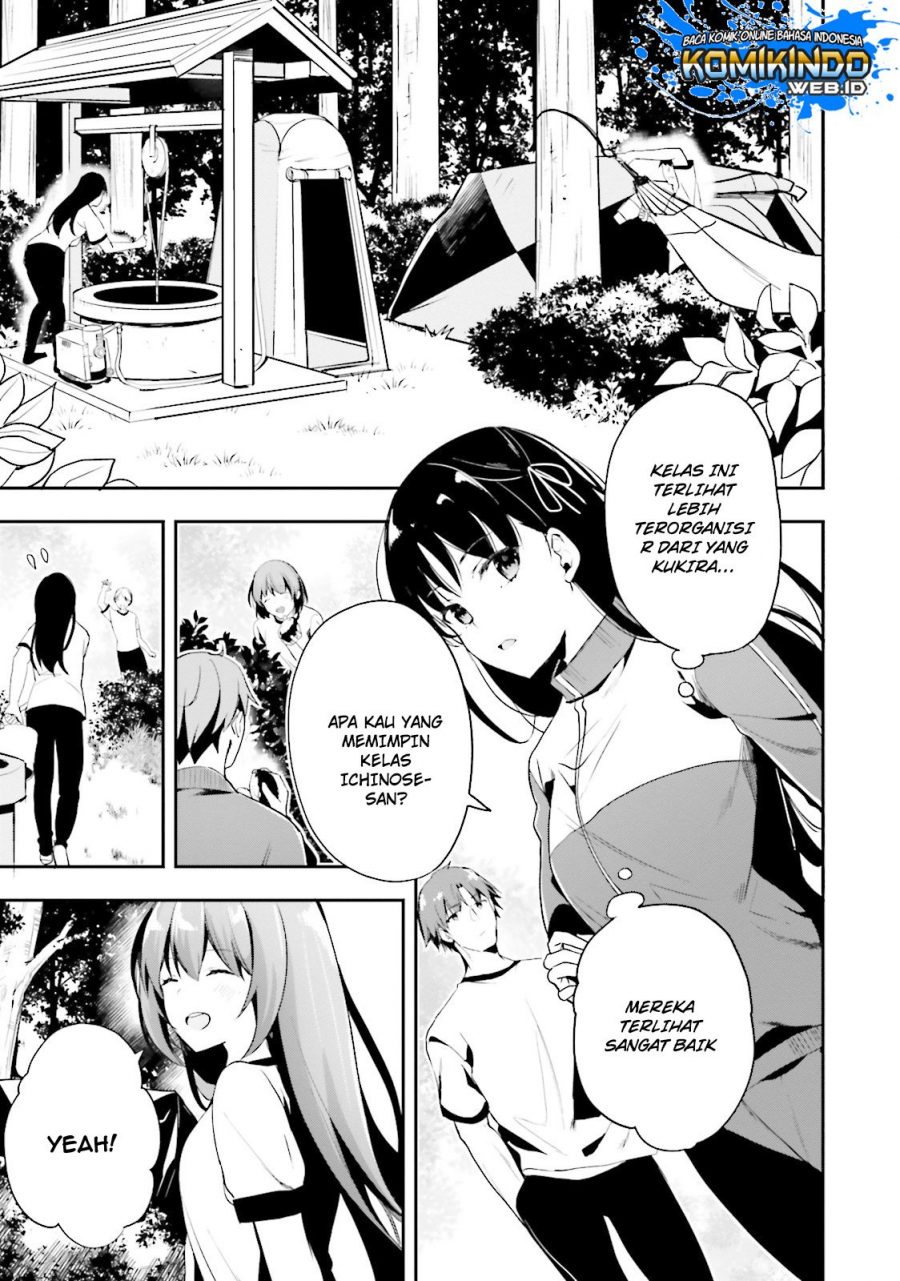 BACA KOMIK ONLINE BAHASA INDONESIA
KOMIKINDO
WEB.ID
KELAS INI
TERLIHAT
LEBIH
TERORGANISI
R DARI YANG
KUKIRA...
APA KAU YANG
MEMIMPIN
KELAS
ICHINOSE-
SAN?
MEREKA
TERLIHAT
SANGAT BAIK
YEAH!